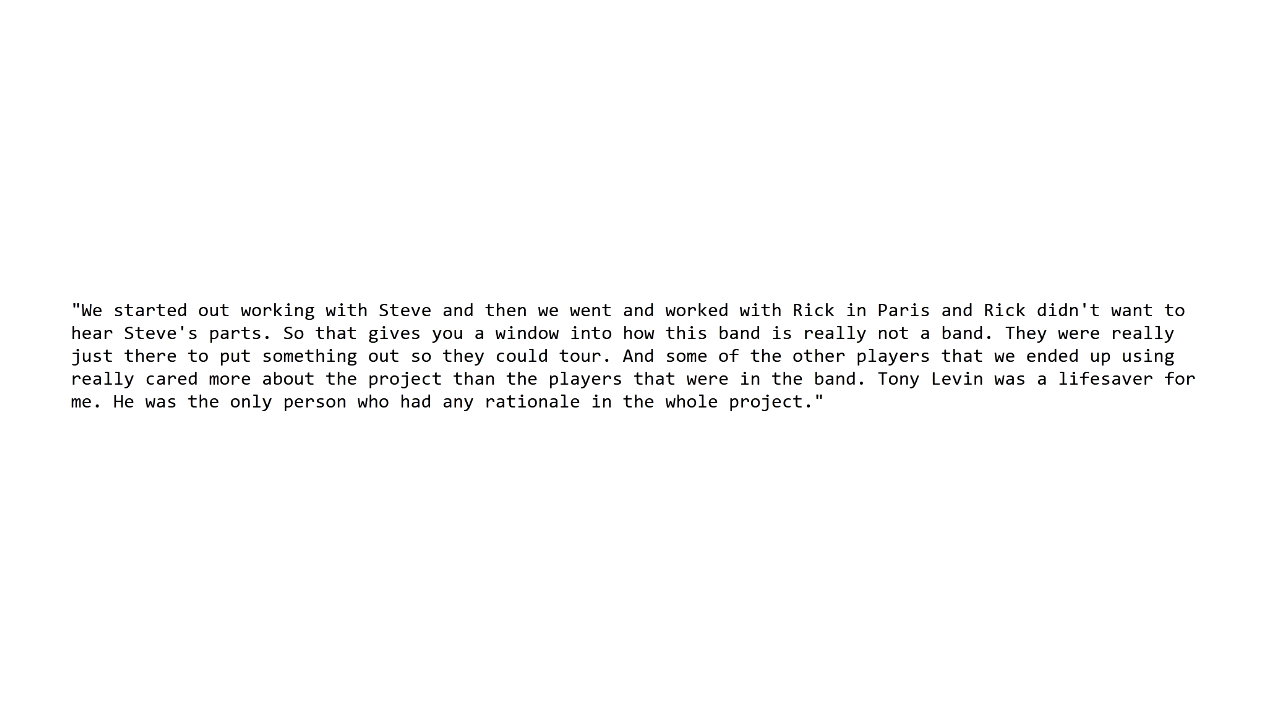 "We started out working with Steve and then we went and worked with Rick in Paris and Rick didn't want to
hear Steve's parts. So that gives you a window into how this band is really not a band. They were really
just there to put something out so they could tour. And some of the other players that we ended up using
really cared more about the project than the players that were in the band. Tony Levin was a lifesaver for
me. He was the only person who had any rationale in the whole project."